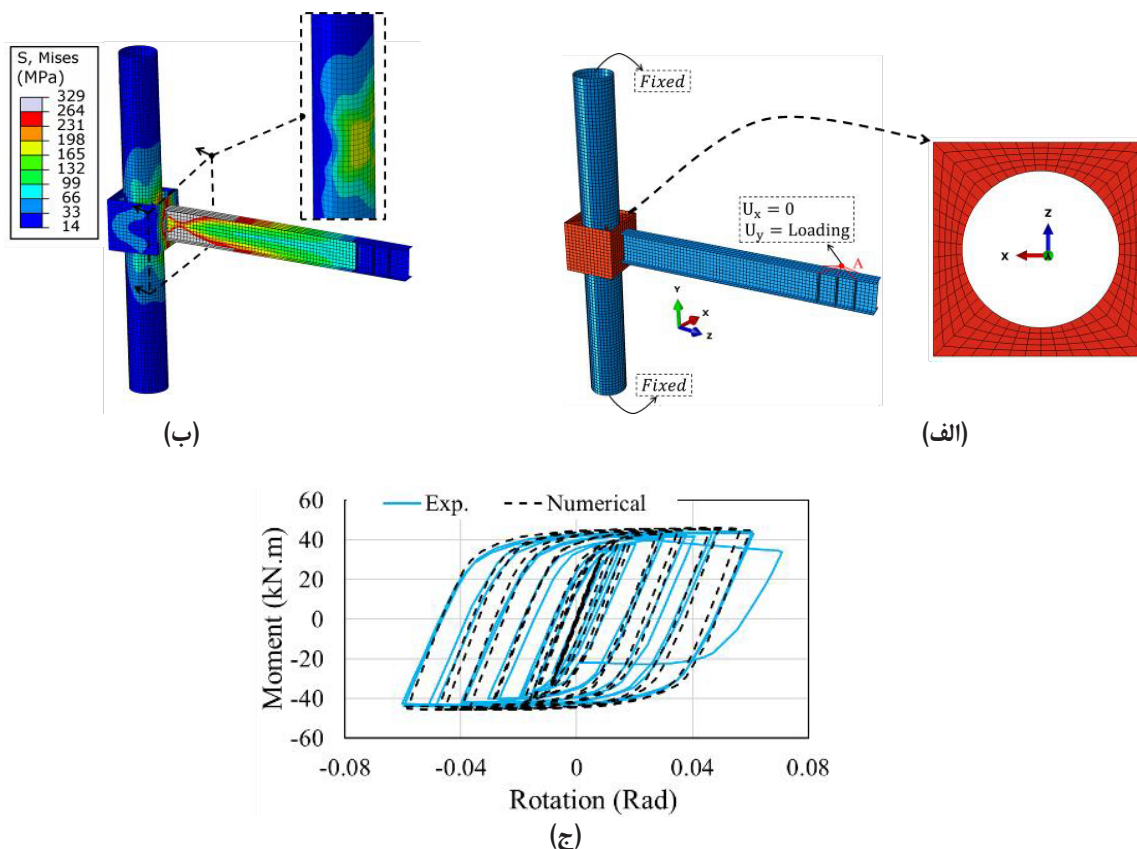 S, Mises
(MPa)
329
264
231
198
165
132
99
66
33
14
(ب)
Fixed
U_x = 0
U_y = Loading
A
Y
X
Z
Fixed
Z
X
(الف)
Exp.
Numerical
Moment (kN.m)
60
40
20
0
-20
-40
-60
-0.08
-0.04
0
0.04
0.08
Rotation (Rad)
(ج)